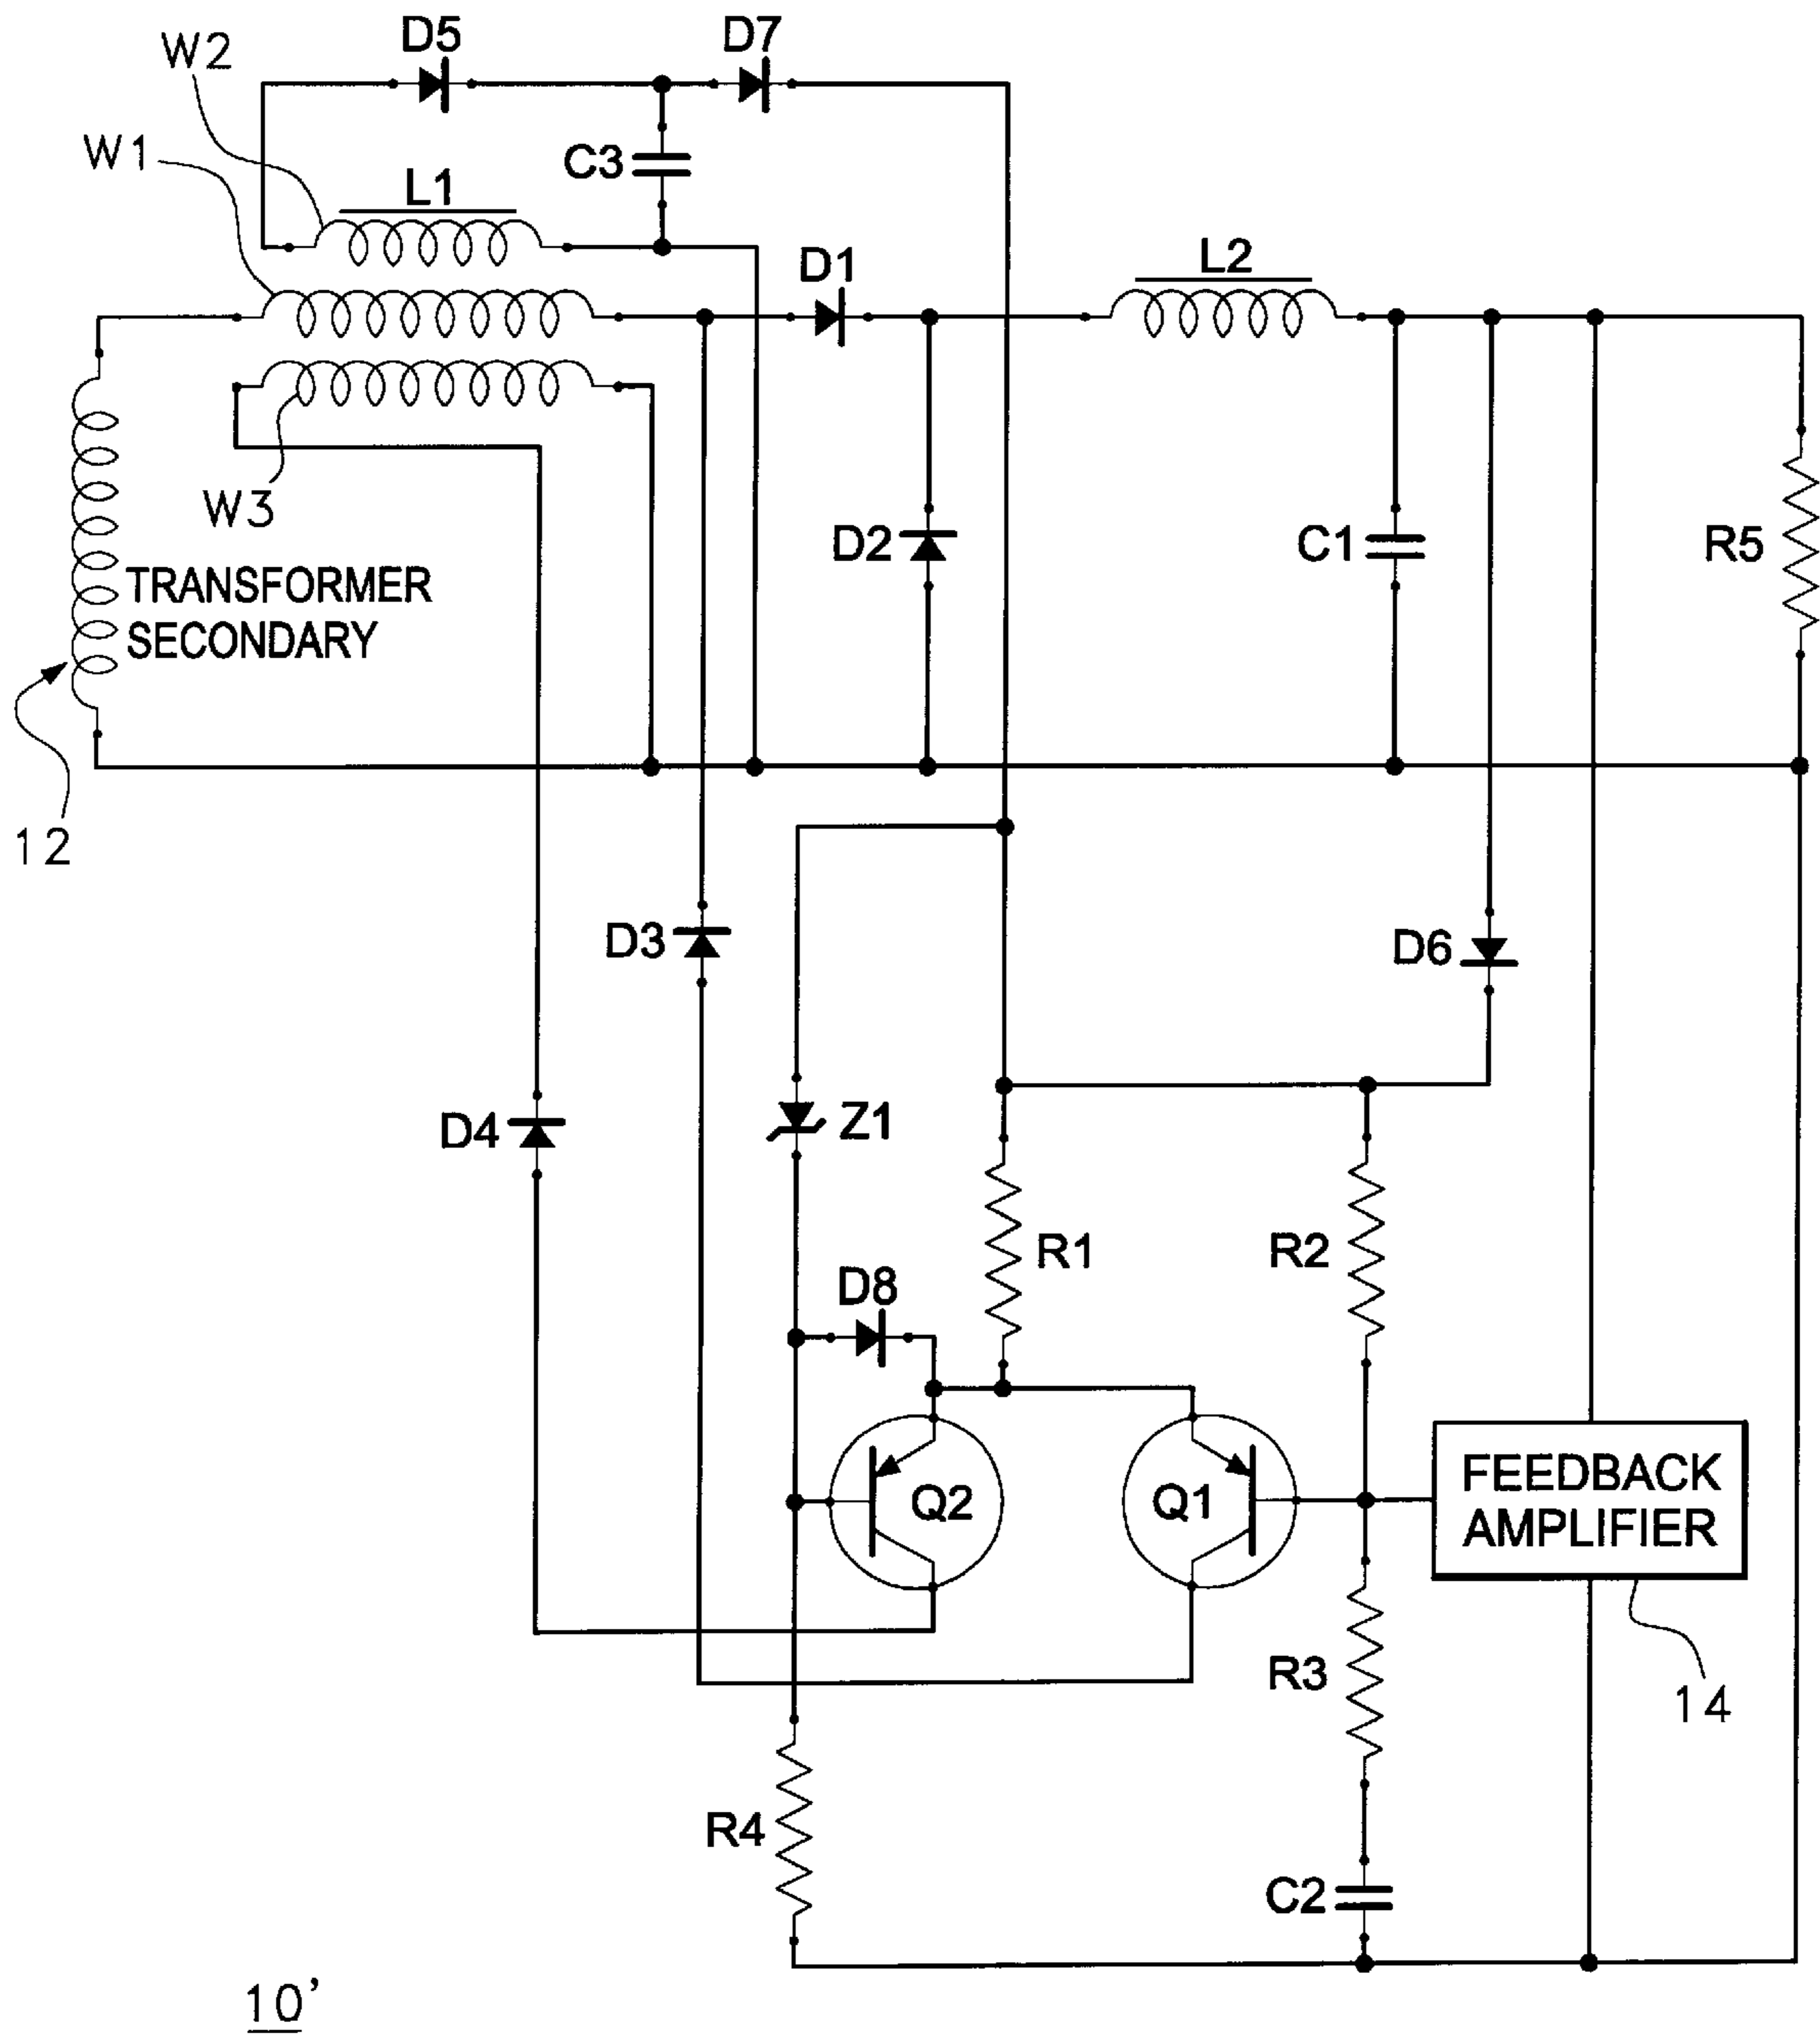 D5
D7
W2
W1
C3
L1
D1
L2
W3
D2
C1
R5
TRANSFORMER
SECONDARY
12
D3
D6
D4
Z1
R1
R2
D8
Q2
Q1
FEEDBACK
AMPLIFIER
R3
14
R4
C2
10'